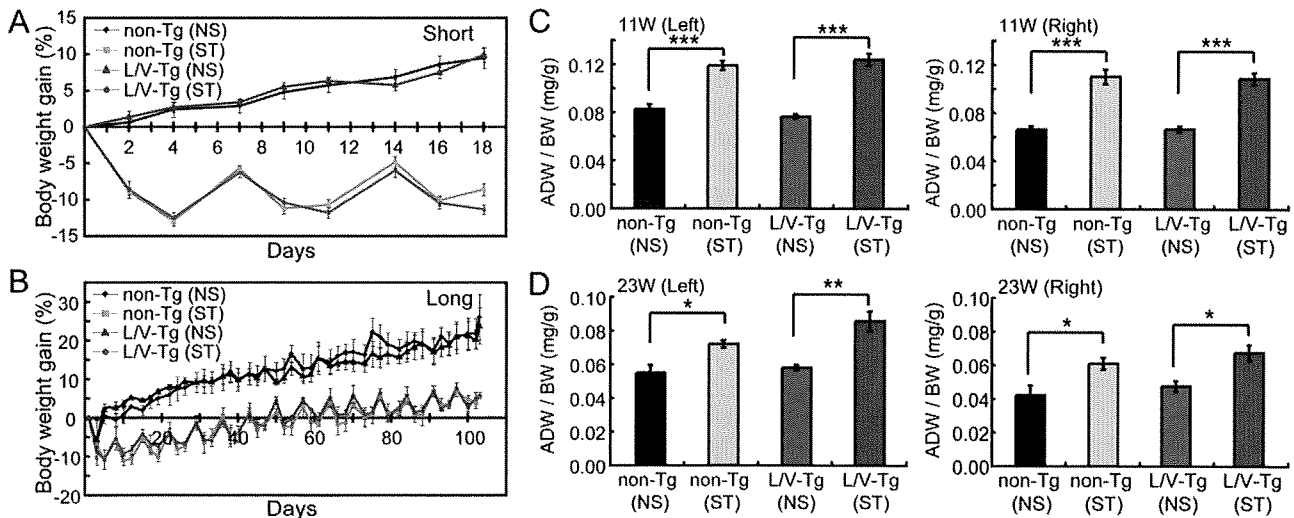 A
Body weight gain (%)
15
10
5
0
-5
-10
-15
non-Tg (NS)
non-Tg (ST)
L/V-Tg (NS)
L/V-Tg (ST)
Short
2 4 6 8 10 12 14 16 18
Days
B
Body weight gain (%)
30
20
10
0
-10
-20
non-Tg (NS)
non-Tg (ST)
L/V-Tg (NS)
L/V-Tg (ST)
Long
20 40 60 80 100
Days
C
11W (Left)
ADW / BW (mg/g)
0.12
0.08
0.04
0.00
***
***
non-Tg non-Tg L/V-Tg L/V-Tg
(NS) (ST) (NS) (ST)
11W (Right)
ADW / BW (mg/g)
0.12
0.08
0.04
0.00
***
***
non-Tg non-Tg L/V-Tg L/V-Tg
(NS) (ST) (NS) (ST)
D
23W (Left)
ADW / BW (mg/g)
0.10
0.08
0.06
0.04
0.02
0.00
*
**
non-Tg non-Tg L/V-Tg L/V-Tg
(NS) (ST) (NS) (ST)
23W (Right)
ADW / BW (mg/g)
0.10
0.08
0.06
0.04
0.02
0.00
*
*
non-Tg non-Tg L/V-Tg L/V-Tg
(NS) (ST) (NS) (ST)